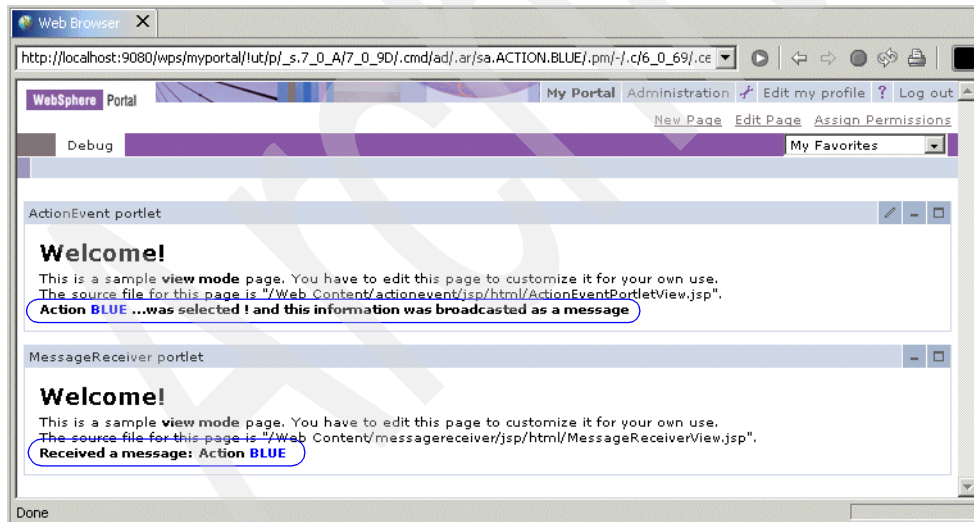 Web Browser
http://localhost:9080/wps/myportal/!ut/p/_s.7_0_A/7_0_9D/.cmd/ad/.ar/sa.ACTION.BLUE/.pm/-/.c/6_0_69/.ce
WebSphere Portal
My Portal Administration Edit my profile ? Log out
New Page Edit Page Assign Permissions
Debug
My Favorites
ActionEvent portlet
Welcome!
This is a sample view mode page. You have to edit this page to customize it for your own use.
The source file for this page is "/Web Content/actionevent/jsp/html/ActionEventPortletView.jsp".
Action BLUE ...was selected ! and this information was broadcasted as a message
MessageReceiver portlet
Welcome!
This is a sample view mode page. You have to edit this page to customize it for your own use.
The source file for this page is "/Web Content/messagereceiver/jsp/html/MessageReceiverView.jsp".
Received a message: Action BLUE
Done